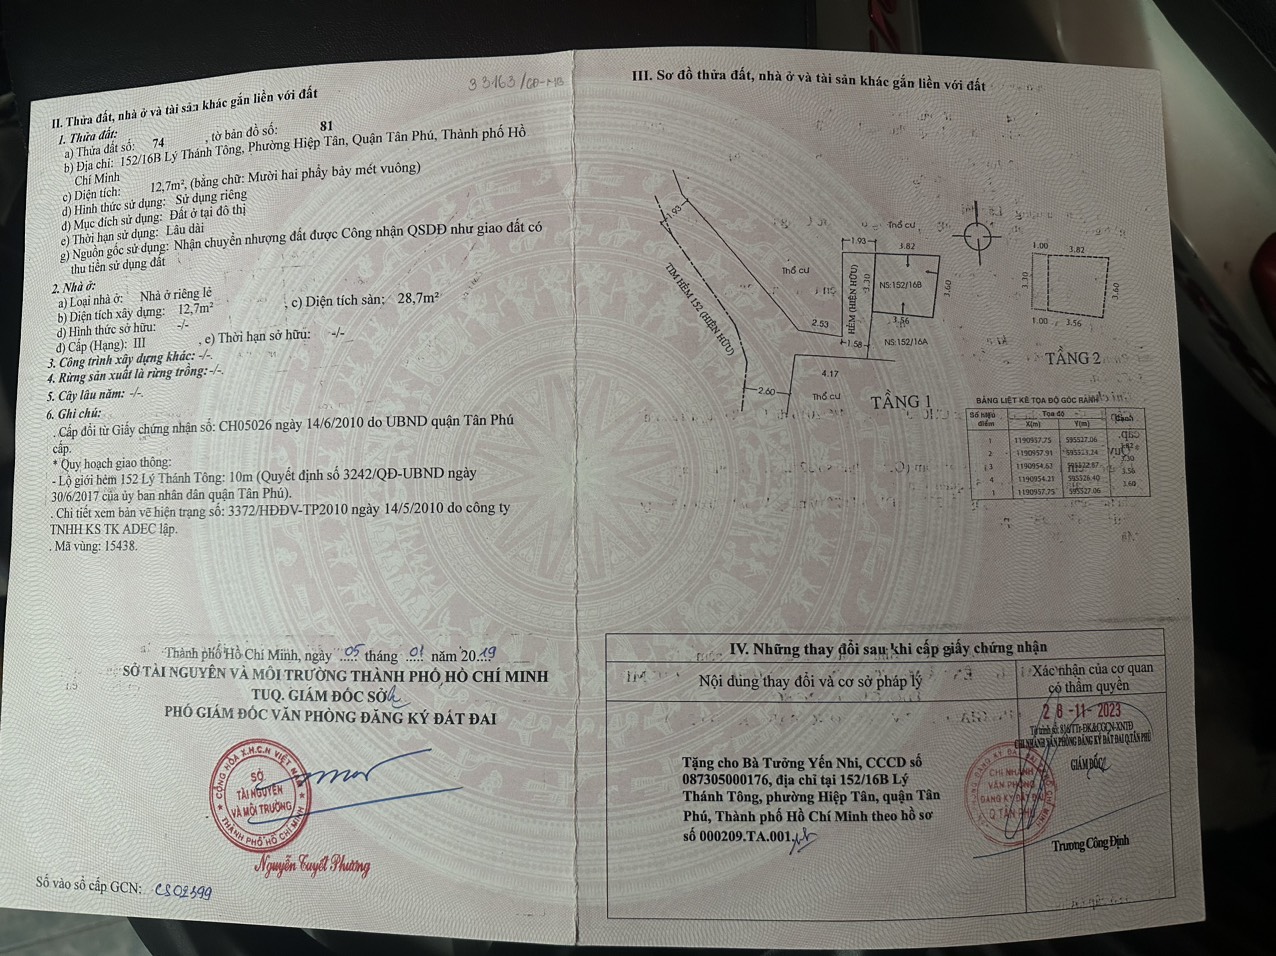 33463/GD-MB
II. Thửa đất, nhà ở và tài sản khác gắn liền với đất
1. Thửa đất:
a) Thửa đất số: 74 , tờ bản đồ số: 81
b) Địa chỉ: 152/16B Lý Thánh Tông, Phường Hiệp Tân, Quận Tân Phú, Thành phố Hồ
Chí Minh
c) Diện tích: 12,7m², (bằng chữ: Mười hai phẩy bảy mét vuông)
d) Hình thức sử dụng: Sử dụng riêng
đ) Mục đích sử dụng: Đất ở tại đô thị
e) Thời hạn sử dụng: Lâu dài
g) Nguồn gốc sử dụng: Nhận chuyển nhượng đất được Công nhận QSDĐ như giao đất có
thu tiền sử dụng đất
2. Nhà ở:
a) Loại nhà ở: Nhà ở riêng lẻ
b) Diện tích xây dựng: 12,7m² , c) Diện tích sàn: 28,7m²
d) Hình thức sở hữu: -/-
đ) Cấp (Hạng): III , e) Thời hạn sở hữu: -/-
3. Công trình xây dựng khác: -/-.
4. Rừng sản xuất là rừng trồng: -/-.
5. Cây lâu năm: -/-.
6. Ghi chú:
. Cấp đổi từ Giấy chứng nhận số: CH05026 ngày 14/6/2010 do UBND quận Tân Phú
cấp.
* Quy hoạch giao thông:
- Lộ giới hẻm 152 Lý Thánh Tông: 10m (Quyết định số 3242/QĐ-UBND ngày
30/6/2017 của ủy ban nhân dân quận Tân Phú).
. Chi tiết xem bản vẽ hiện trạng số: 3372/HĐĐV-TP2010 ngày 14/5/2010 do công ty
TNHH KS TK ADEC lập.
. Mã vùng: 15438.
Thành phố Hồ Chí Minh, ngày 05 tháng 01 năm 2019
SỞ TÀI NGUYÊN VÀ MÔI TRƯỜNG THÀNH PHỐ HỒ CHÍ MINH
TUQ. GIÁM ĐỐC SỞ
PHÓ GIÁM ĐỐC VĂN PHÒNG ĐĂNG KÝ ĐẤT ĐAI
CỘNG HÒA X.H.C.N VIỆT NAM
SỞ
TÀI NGUYÊN
VÀ MÔI TRƯỜNG
THÀNH PHỐ HỒ CHÍ MINH
Nguyễn Tuyết Phương
Số vào sổ cấp GCN: CS02599
III. Sơ đồ thửa đất, nhà ở và tài sản khác gắn liền với đất
1.93
TIM HẺM 152 (HIỆN HỮU)
Thổ cư
2.53
1.93
HẺM (HIỆN HỮU)
1.58
3.30
3.82
Thổ cư
NS:152/16B
3.60
3.56
NS:152/16A
2.60
4.17
Thổ cư
TẦNG 1
1.00
3.82
3.30
3.60
1.00
3.56
TẦNG 2
BẢNG LIỆT KÊ TỌA ĐỘ GÓC RANH
Số hiệu điểm Tọa độ Cạnh
X(m) Y(m)
1 1190957.75 595527.06
3.82
2 1190957.91
3.30
3 1190954.63
3.56
4 1190954.21 595526.40
3.60
1 1190957.75 595527.06
IV. Những thay đổi sau khi cấp giấy chứng nhận
Nội dung thay đổi và cơ sở pháp lý
Xác nhận của cơ quan
có thẩm quyền
Tặng cho Bà Tưởng Yến Nhi, CCCD số
087305000176, địa chỉ tại 152/16B Lý
Thánh Tông, phường Hiệp Tân, quận Tân
Phú, Thành phố Hồ Chí Minh theo hồ sơ
số 000209.TA.001.
28-11-2023
CHI NHÁNH VĂN PHÒNG ĐĂNG KÝ ĐẤT ĐAI Q.TÂN PHÚ
GIÁM ĐỐC
CHI NHÁNH
VĂN PHÒNG
ĐĂNG KÝ ĐẤT ĐAI
Q TÂN PHÚ
Trương Công Định